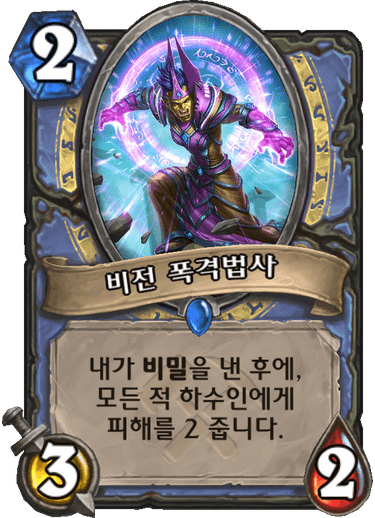 2
비전 폭격법사
내가 비밀을 낸 후에,
모든 적 하수인에게
피해를 2 줍니다.
3
2